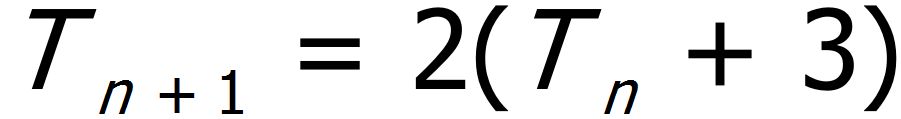 Tₙ ₊ ₁ = 2(Tₙ + 3)